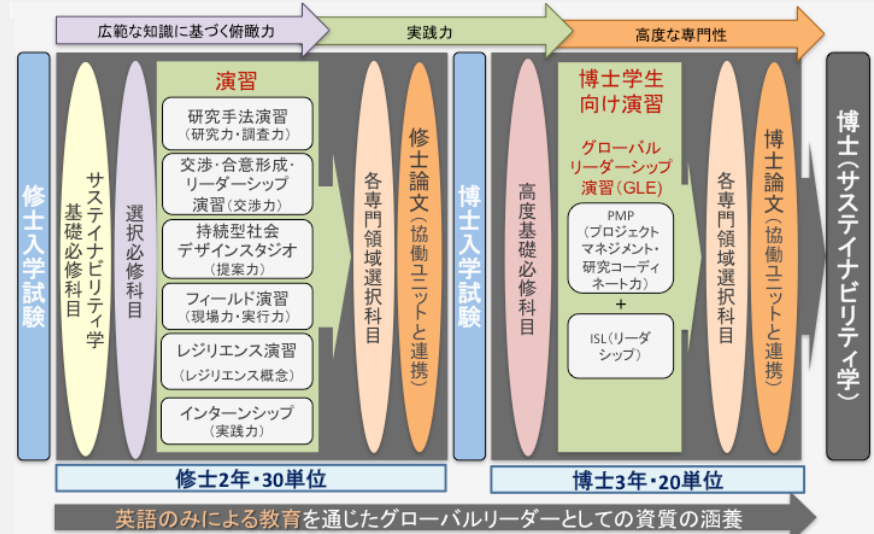 広範な知識に基づく俯瞰力
実践力
高度な専門性
修士入学試験
サステイナビリティ学
基礎必修科目
選択必修科目
演習
研究手法演習
(研究力・調査力)
交渉・合意形成・
リーダーシップ
演習(交渉力)
持続型社会
デザインスタジオ
(提案力)
フィールド演習
(現場力・実行力)
レジリエンス演習
(レジリエンス概念)
インターンシップ
(実践力)
各専門領域選択科目
修士論文(協働ユニットと連携)
博士入学試験
高度基礎必修科目
博士学生
向け演習
グローバル
リーダーシップ
演習(GLE)
PMP
(プロジェクト
マネジメント・
研究コーディ
ネート力)
+
ISL(リーダ
シップ)
各専門領域選択科目
博士論文(協働ユニットと連携)
博士(サステイナビリティ学)
修士2年・30単位
博士3年・20単位
英語のみによる教育を通じたグローバルリーダーとしての資質の涵養